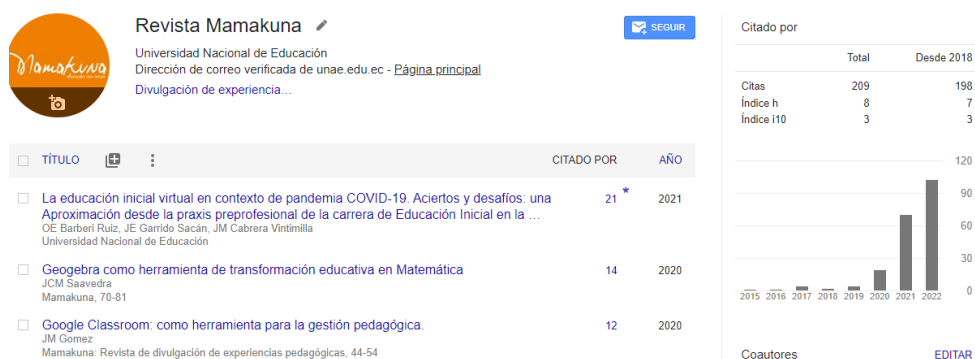 Revista Mamakuna
SEGUIR
Universidad Nacional de Educación
Dirección de correo verificada de unae.edu.ec - Página principal
Divulgación de experiencia…
Mamakuna
TÍTULO CITADO POR AÑO
La educación inicial virtual en contexto de pandemia COVID-19. Aciertos y desafíos: una 21 * 2021
Aproximación desde la praxis preprofesional de la carrera de Educación Inicial en la …
OE Barberi Ruiz, JE Garrido Sacán, JM Cabrera Vintimilla
Universidad Nacional de Educación
Geogebra como herramienta de transformación educativa en Matemática 14 2020
JCM Saavedra
Mamakuna, 70-81
Google Classroom: como herramienta para la gestión pedagógica. 12 2020
JM Gomez
Mamakuna: Revista de divulgación de experiencias pedagógicas, 44-54
Citado por
Total Desde 2018
Citas 209 198
Índice h 8 7
Índice i10 3 3
120
90
60
30
0
2015 2016 2017 2018 2019 2020 2021 2022
Coautores EDITAR